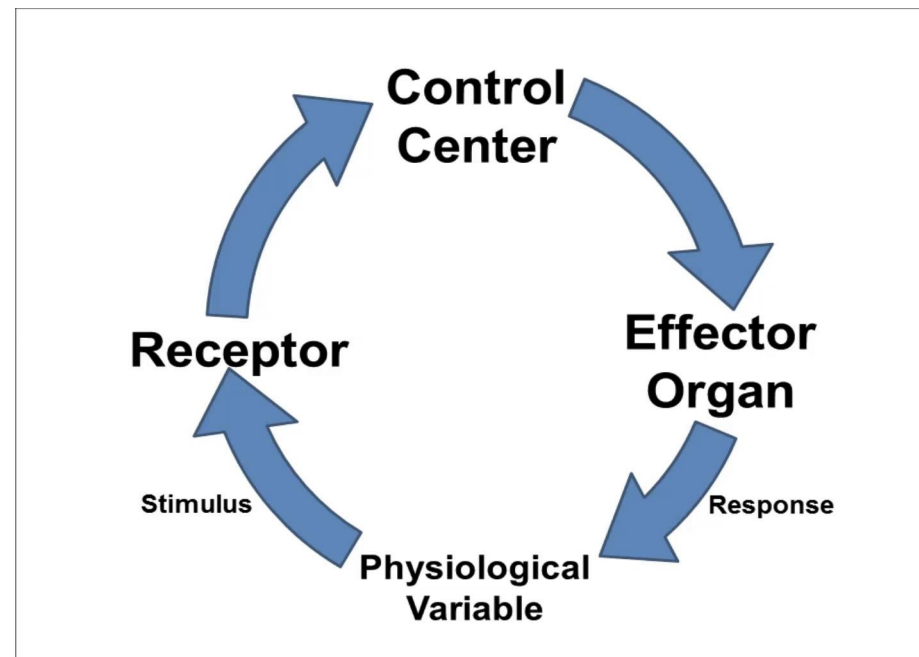 Control
Center
Effector
Organ
Response
Physiological
Variable
Stimulus
Receptor